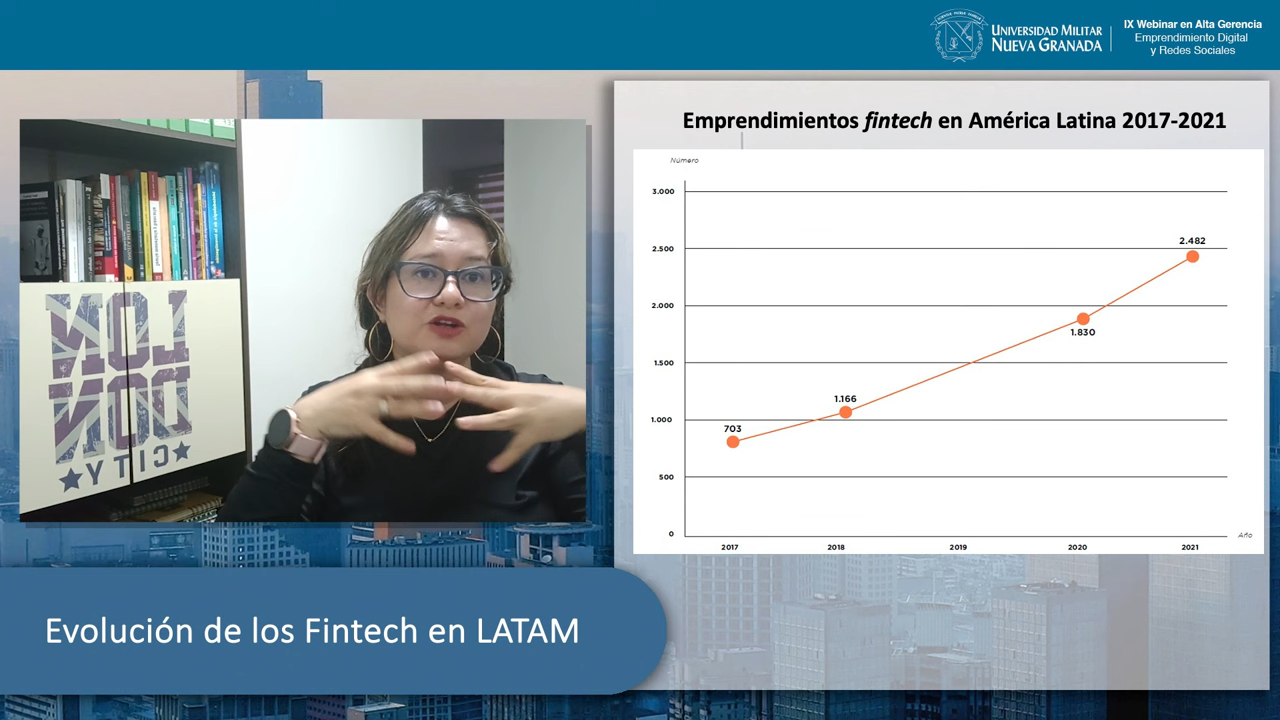 UNIVERSIDAD MILITAR
NUEVA GRANADA
IX Webinar en Alta Gerencia
Emprendimiento Digital
y Redes Sociales
LON
DON
CITY
Emprendimientos fintech en América Latina 2017-2021
Número
3.000
2.500
2.000
1.500
1.000
500
0
703
1.166
1.830
2.482
2017 2018 2019 2020 2021
Año
Evolución de los Fintech en LATAM